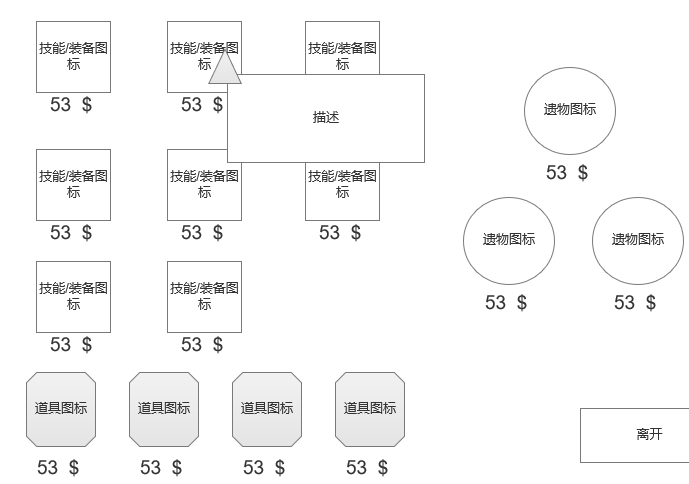 技能/装备图
标
技能/装备图
标
技能/装备图
标
53 $
53 $
描述
遗物图标
53 $
技能/装备图
标
技能/装备图
标
技能/装备图
标
53 $
53 $
53 $
遗物图标
遗物图标
53 $
53 $
技能/装备图
标
技能/装备图
标
53 $
53 $
道具图标
道具图标
道具图标
道具图标
离开
53 $
53 $
53 $
53 $